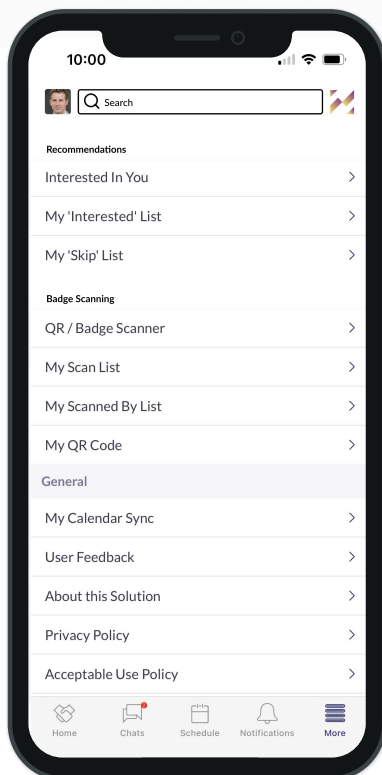 10:00
Search
Recommendations
Interested In You
My 'Interested' List
My 'Skip' List
Badge Scanning
QR / Badge Scanner
My Scan List
My Scanned By List
My QR Code
General
My Calendar Sync
User Feedback
About this Solution
Privacy Policy
Acceptable Use Policy
Home Chats Schedule Notifications More